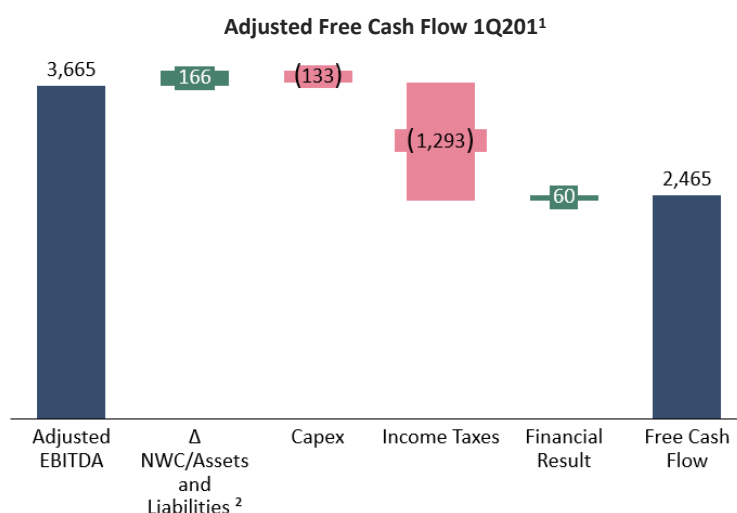 Adjusted Free Cash Flow 1Q201¹
3,665
166
(133)
(1,293)
60
2,465
Adjusted
EBITDA
Δ
NWC/Assets
and
Liabilities ²
Capex
Income Taxes
Financial
Result
Free Cash
Flow